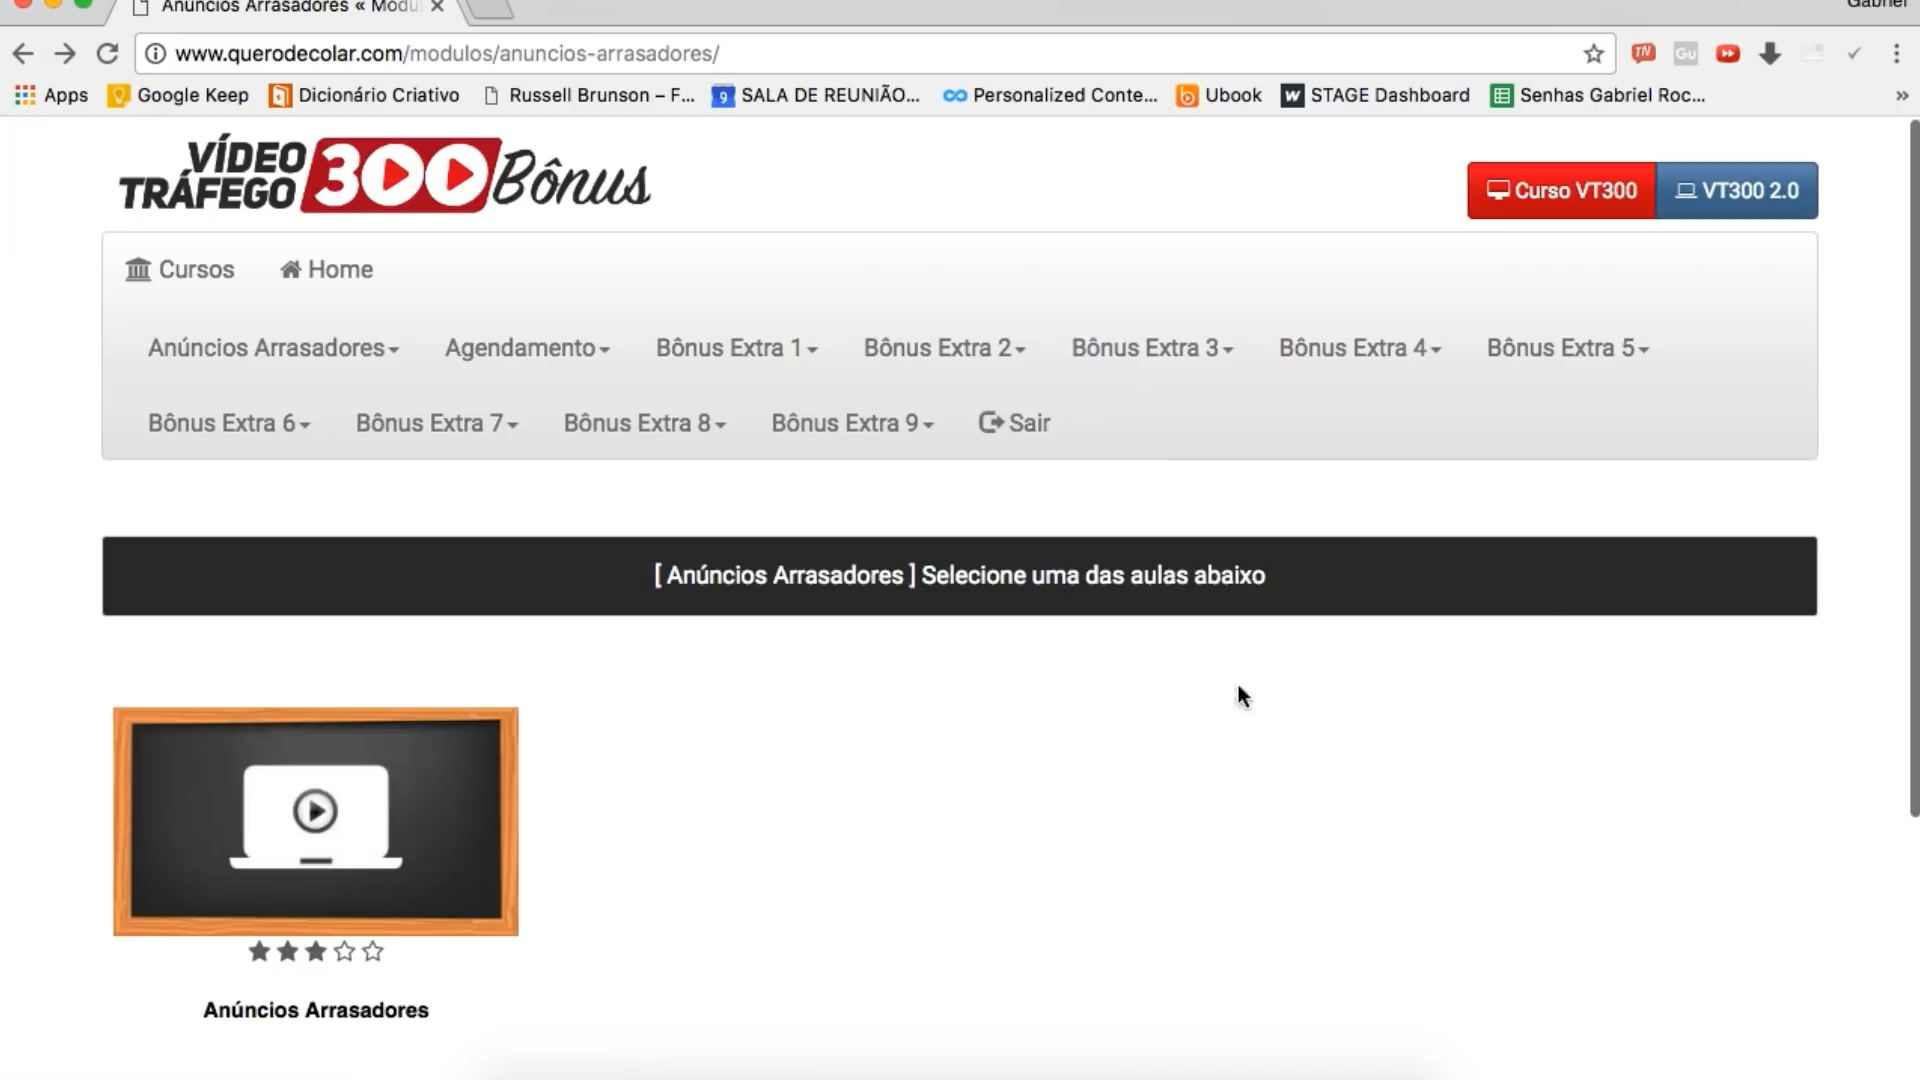 Anúncios Arrasadores « Modu
Gabriel
www.querodecolar.com/modulos/anuncios-arrasadores/
TN
Gu
Apps
Google Keep
Dicionário Criativo
Russell Brunson – F...
9
SALA DE REUNIÃO...
Personalized Conte...
Ubook
W
STAGE Dashboard
Senhas Gabriel Roc...
VÍDEO
TRÁFEGO
300
Bônus
Curso VT300
VT300 2.0
Cursos
Home
Anúncios Arrasadores
Agendamento
Bônus Extra 1
Bônus Extra 2
Bônus Extra 3
Bônus Extra 4
Bônus Extra 5
Bônus Extra 6
Bônus Extra 7
Bônus Extra 8
Bônus Extra 9
Sair
[ Anúncios Arrasadores ] Selecione uma das aulas abaixo
Anúncios Arrasadores